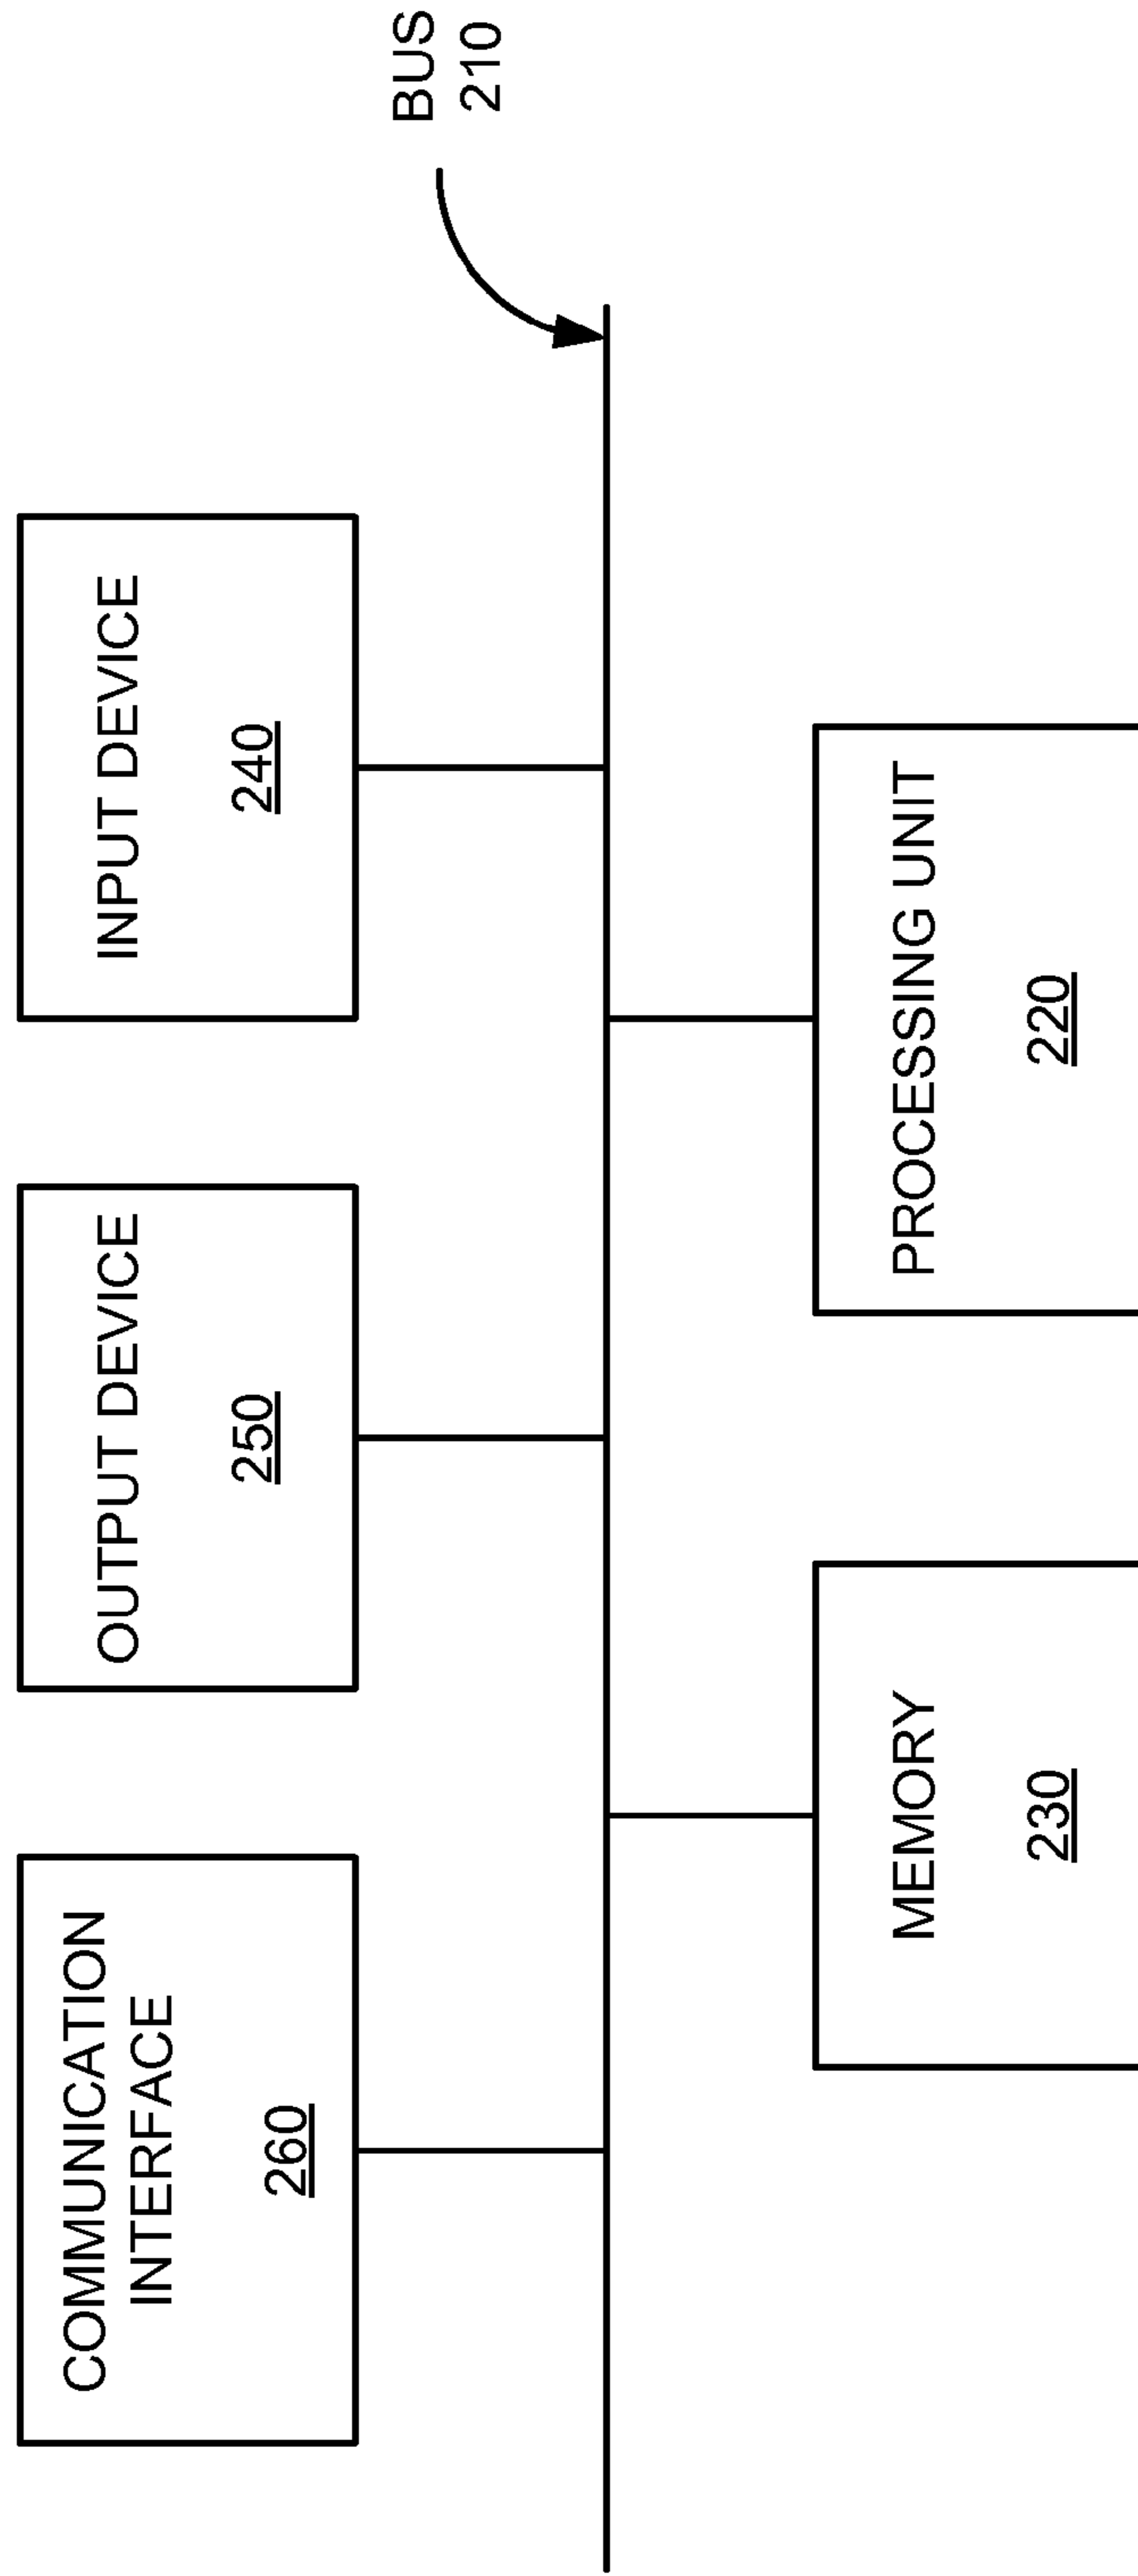 BUS
210
INPUT DEVICE
240
OUTPUT DEVICE
250
COMMUNICATION
INTERFACE
260
PROCESSING UNIT
220
MEMORY
230